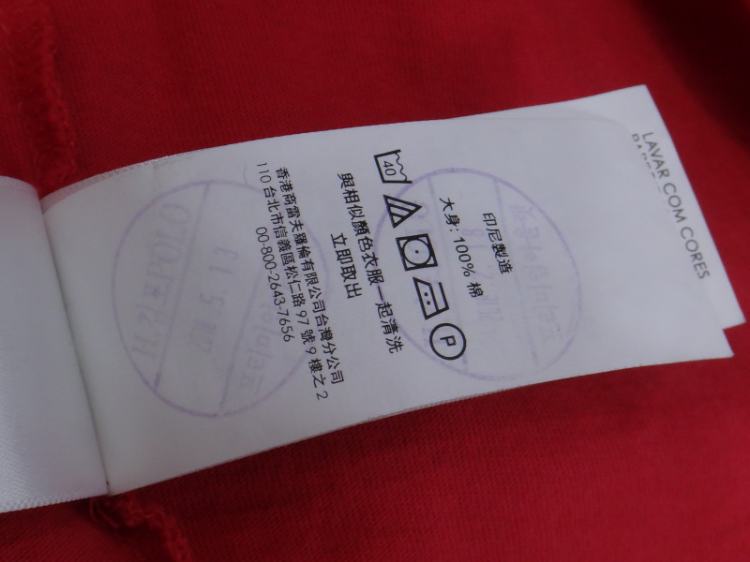 印尼製造
大身: 100% 棉
40
P
與相似顏色衣服一起清洗
立即取出
香港商雷夫羅倫有限公司台灣分公司
110 台北市信義區松仁路 97 號 9 樓之 2
00-800-2643-7656
LAVAR COM CORES